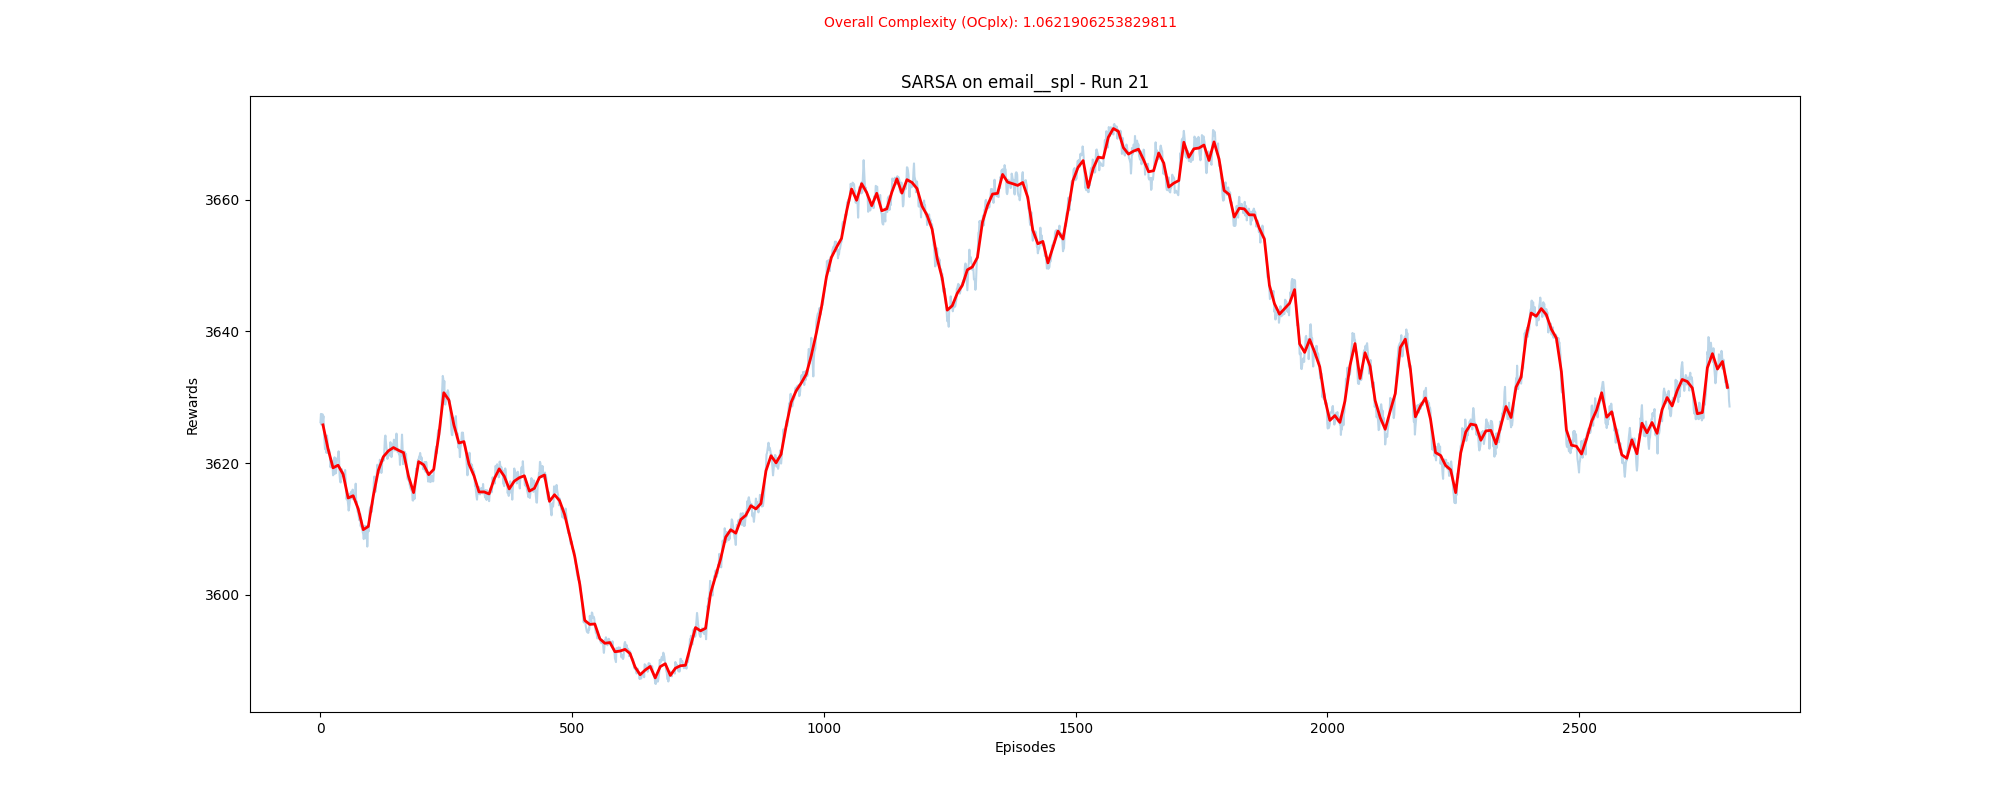 Overall Complexity (OCplx): 1.0621906253829811
SARSA on email__spl - Run 21
3660
3640
3620
3600
Rewards
0 500 1000 1500 2000 2500
Episodes